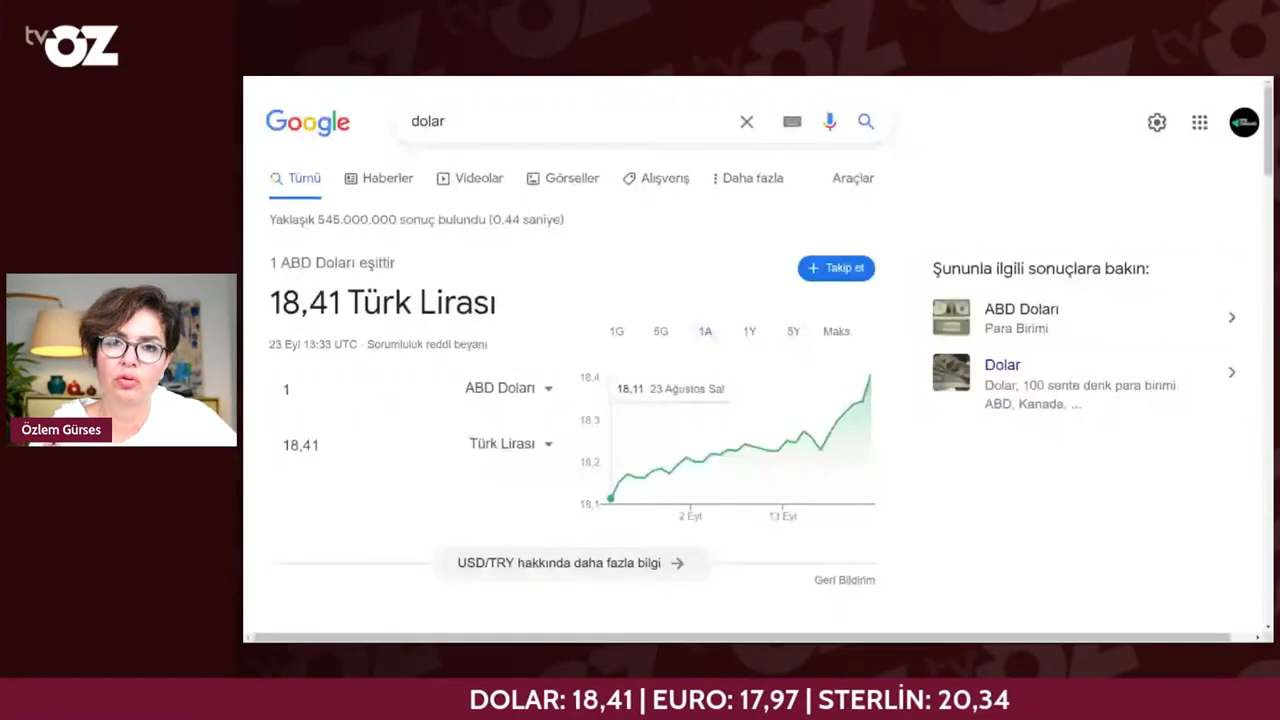 tv ÖZ
Google
dolar
Tümü Haberler Videolar Görseller Alışveriş Daha fazla Araçlar
Yaklaşık 545.000.000 sonuç bulundu (0,44 saniye)
1 ABD Doları eşittir
18,41 Türk Lirası
23 Eyl 13:33 UTC · Sorumluluk reddi beyanı
1 ABD Doları
18,41 Türk Lirası
+ Takip et
1G 5G 1A 1Y 5Y Maks
18,11 23 Ağustos Sal
18,4
18,3
18,2
18,1
2 Eyl 13 Eyl
USD/TRY hakkında daha fazla bilgi
Geri Bildirim
Şununla ilgili sonuçlara bakın:
ABD Doları
Para Birimi
Dolar
Dolar, 100 sente denk para birimi.
ABD, Kanada, ...
Özlem Gürses
DOLAR: 18,41 | EURO: 17,97 | STERLİN: 20,34